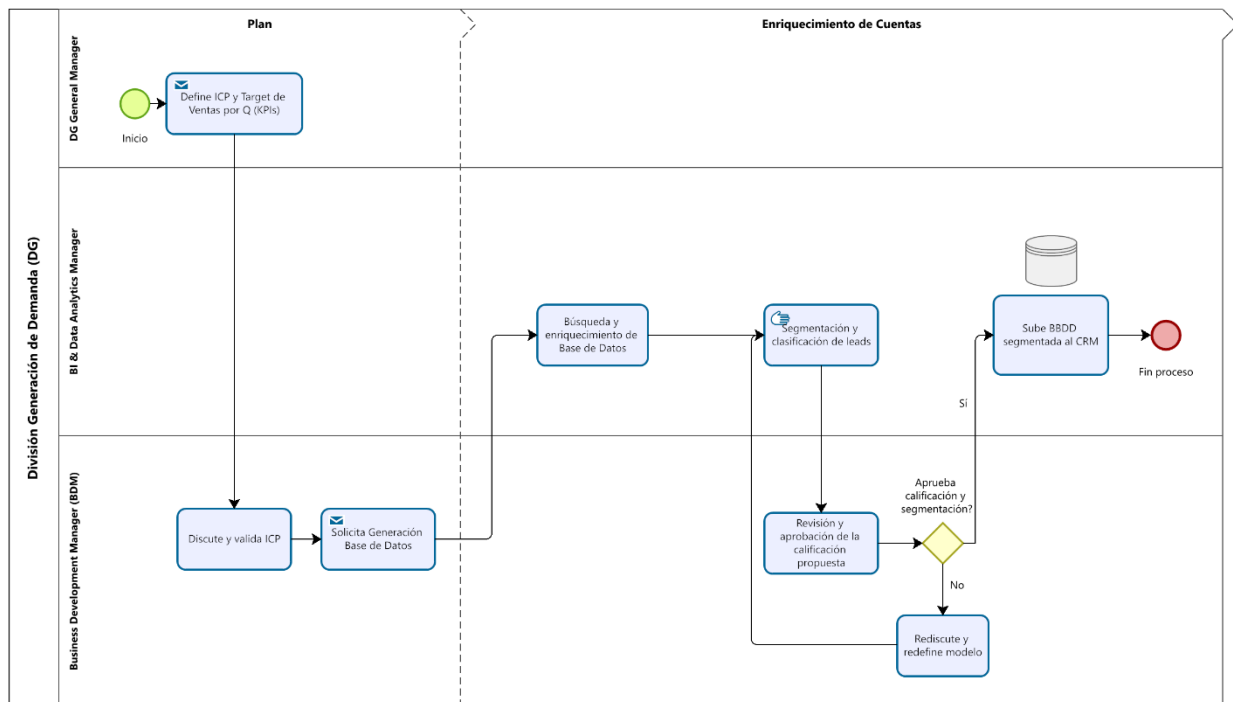 Plan
Enriquecimiento de Cuentas
División Generación de Demanda (DG)
DG General Manager
Inicio
Define ICP y Target de
Ventas por Q (KPIs)
BI & Data Analytics Manager
Búsqueda y
enriquecimiento de
Base de Datos
Segmentación y
clasificación de leads
Sube BBDD
segmentada al CRM
Fin proceso
Sí
Business Development Manager (BDM)
Discute y valida ICP
Solicita Generación
Base de Datos
Revisión y
aprobación de la
calificación
propuesta
Aprueba
calificación y
segmentación?
No
Rediscute y
redefine modelo